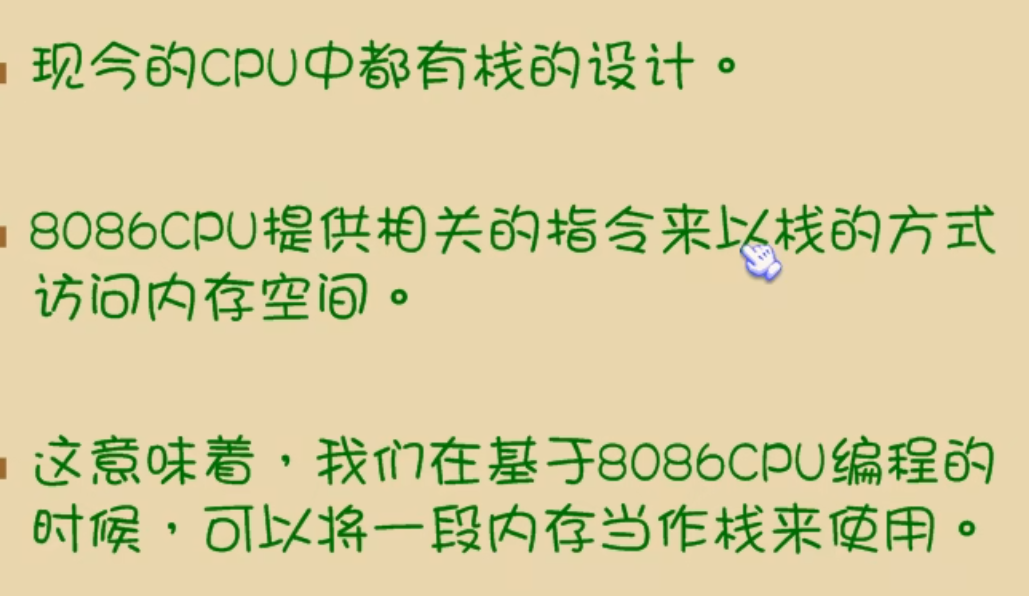 现今的CPU中都有栈的设计。
8086CPU提供相关的指令来以栈的方式
访问内存空间。
这意味着，我们在基于8086CPU编程的
时候，可以将一段内存当作栈来使用。